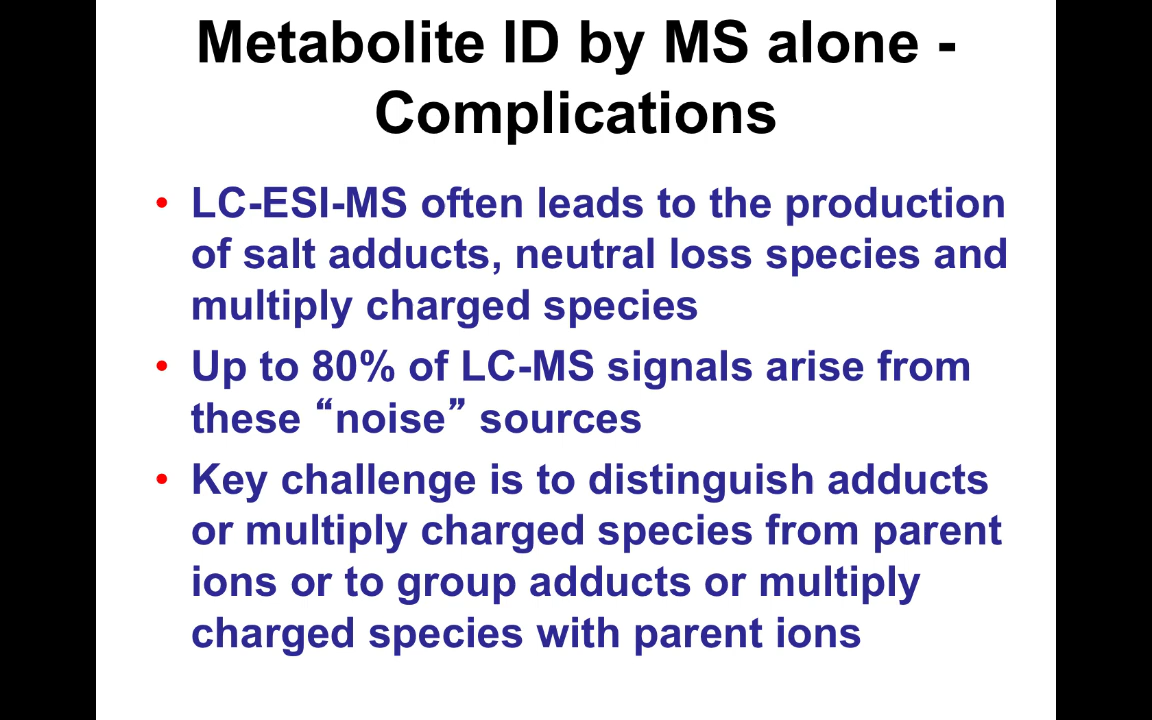 Metabolite ID by MS alone -
Complications
• LC-ESI-MS often leads to the production
of salt adducts, neutral loss species and
multiply charged species
• Up to 80% of LC-MS signals arise from
these “noise” sources
• Key challenge is to distinguish adducts
or multiply charged species from parent
ions or to group adducts or multiply
charged species with parent ions